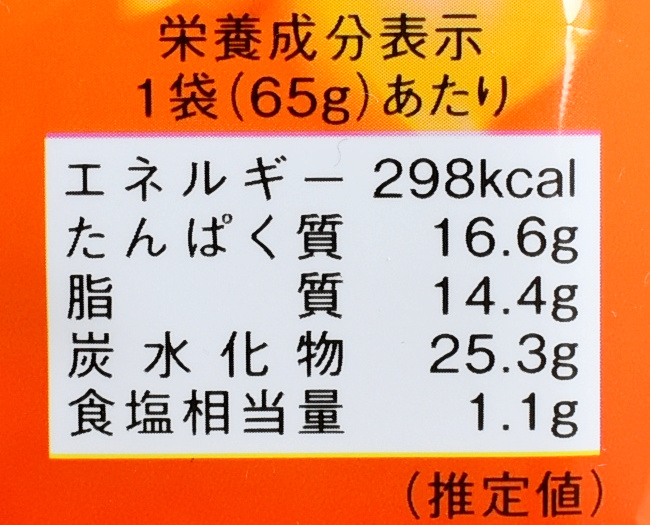 栄養成分表示
1袋(65g)あたり
エネルギー 298kcal
たんぱく質 16.6g
脂質 14.4g
炭水化物 25.3g
食塩相当量 1.1g
(推定値)